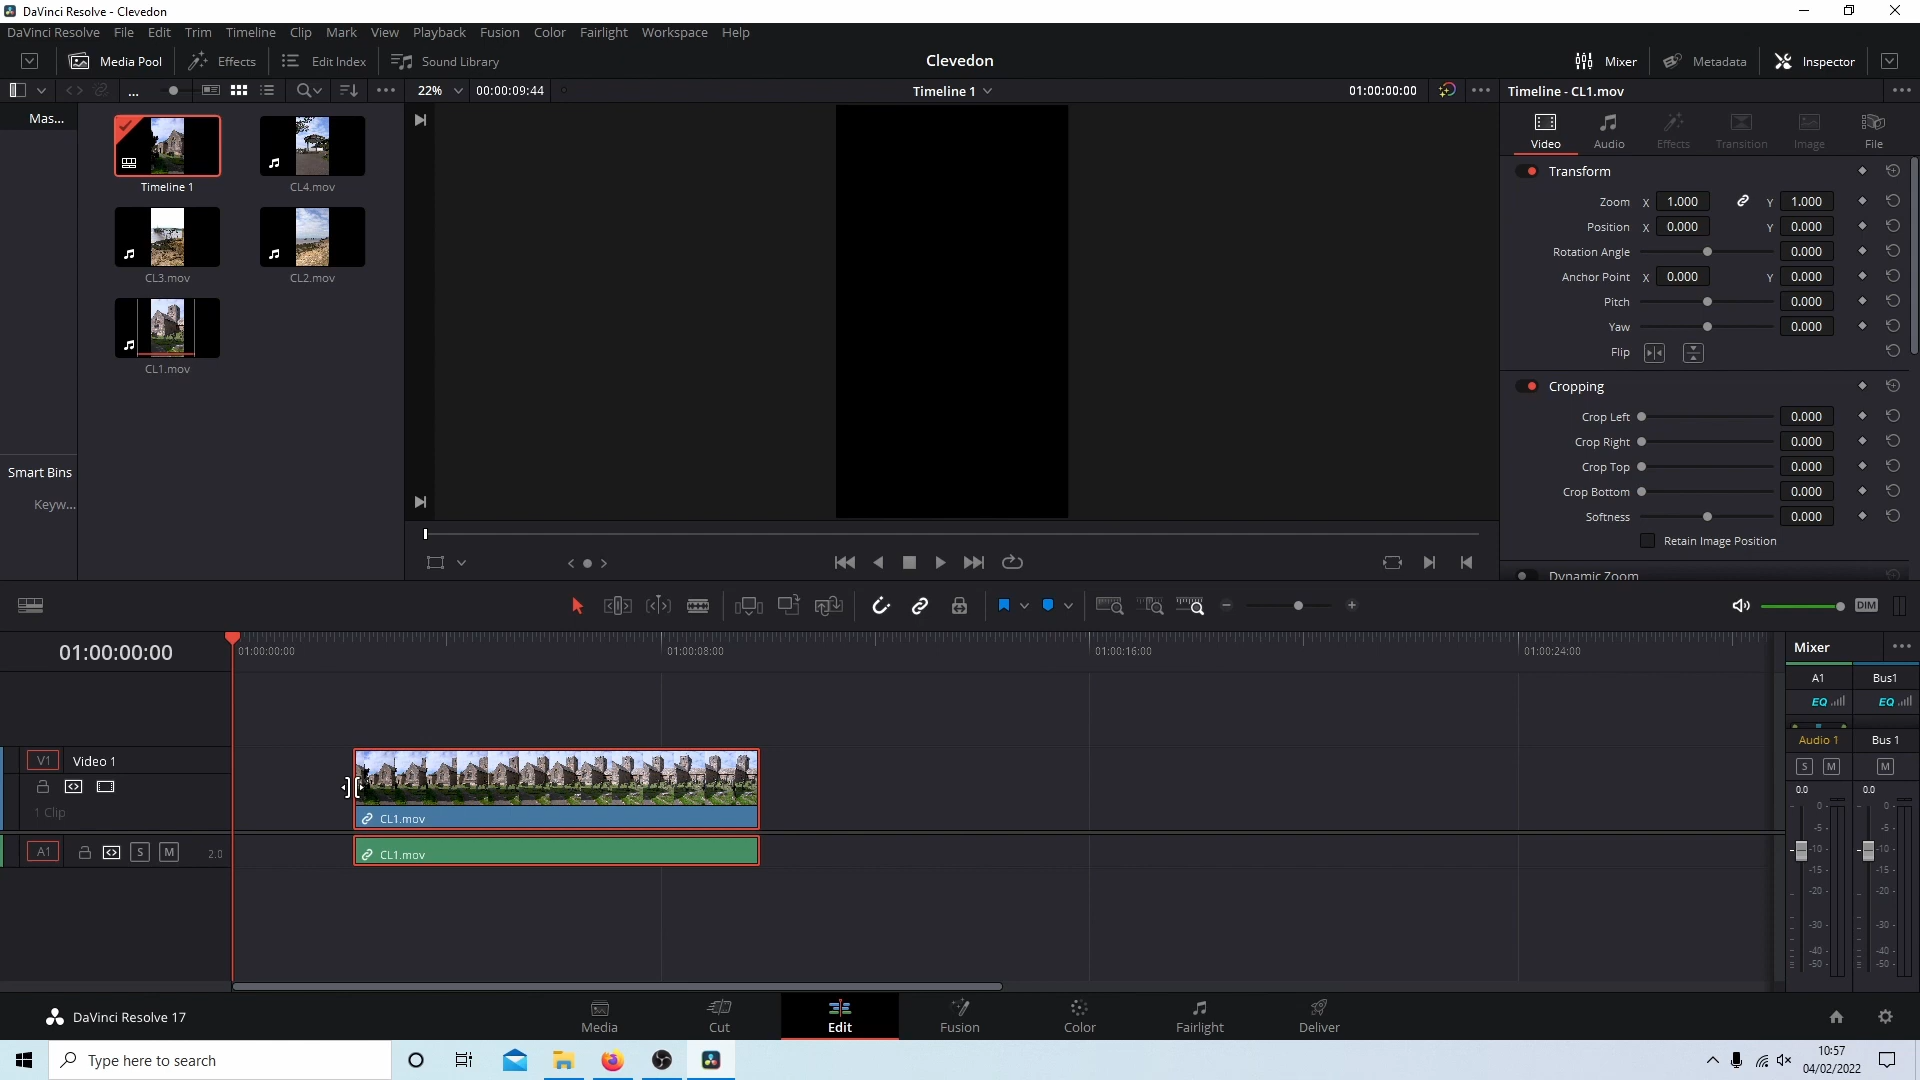 DaVinci Resolve - Clevedon
DaVinci Resolve File Edit Trim Timeline Clip Mark View Playback Fusion Color Fairlight Workspace Help
Media Pool Effects Edit Index Sound Library Clevedon Mixer Metadata Inspector
... 22% 00:00:09:44 Timeline 1 01:00:00:00 Timeline - CL1.mov
Mas...
Video Audio Effects Transition Image File
Transform
Timeline 1 CL4.mov
Zoom X 1.000 Y 1.000
Position X 0.000 Y 0.000
Rotation Angle 0.000
CL3.mov CL2.mov
Anchor Point X 0.000 Y 0.000
Pitch 0.000
Yaw 0.000
Flip
CL1.mov
Cropping
Crop Left 0.000
Crop Right 0.000
Smart Bins
Crop Top 0.000
Crop Bottom 0.000
Keyw...
Softness 0.000
Retain Image Position
Dynamic Zoom
DIM
01:00:00:00 01:00:00:00 01:00:08:00 01:00:16:00 01:00:24:00
Mixer
A1 Bus1
EQ EQ
Audio 1 Bus 1
V1 Video 1
S M M
0.0 0.0
1 Clip
CL1.mov
A1 S M 2.0
CL1.mov
0- 0-
-5- -5-
-10- -10-
-15- -15-
-20- -20-
-30- -30-
-40- -40-
-50- -50-
DaVinci Resolve 17
Media Cut Edit Fusion Color Fairlight Deliver
Type here to search
10:57
04/02/2022